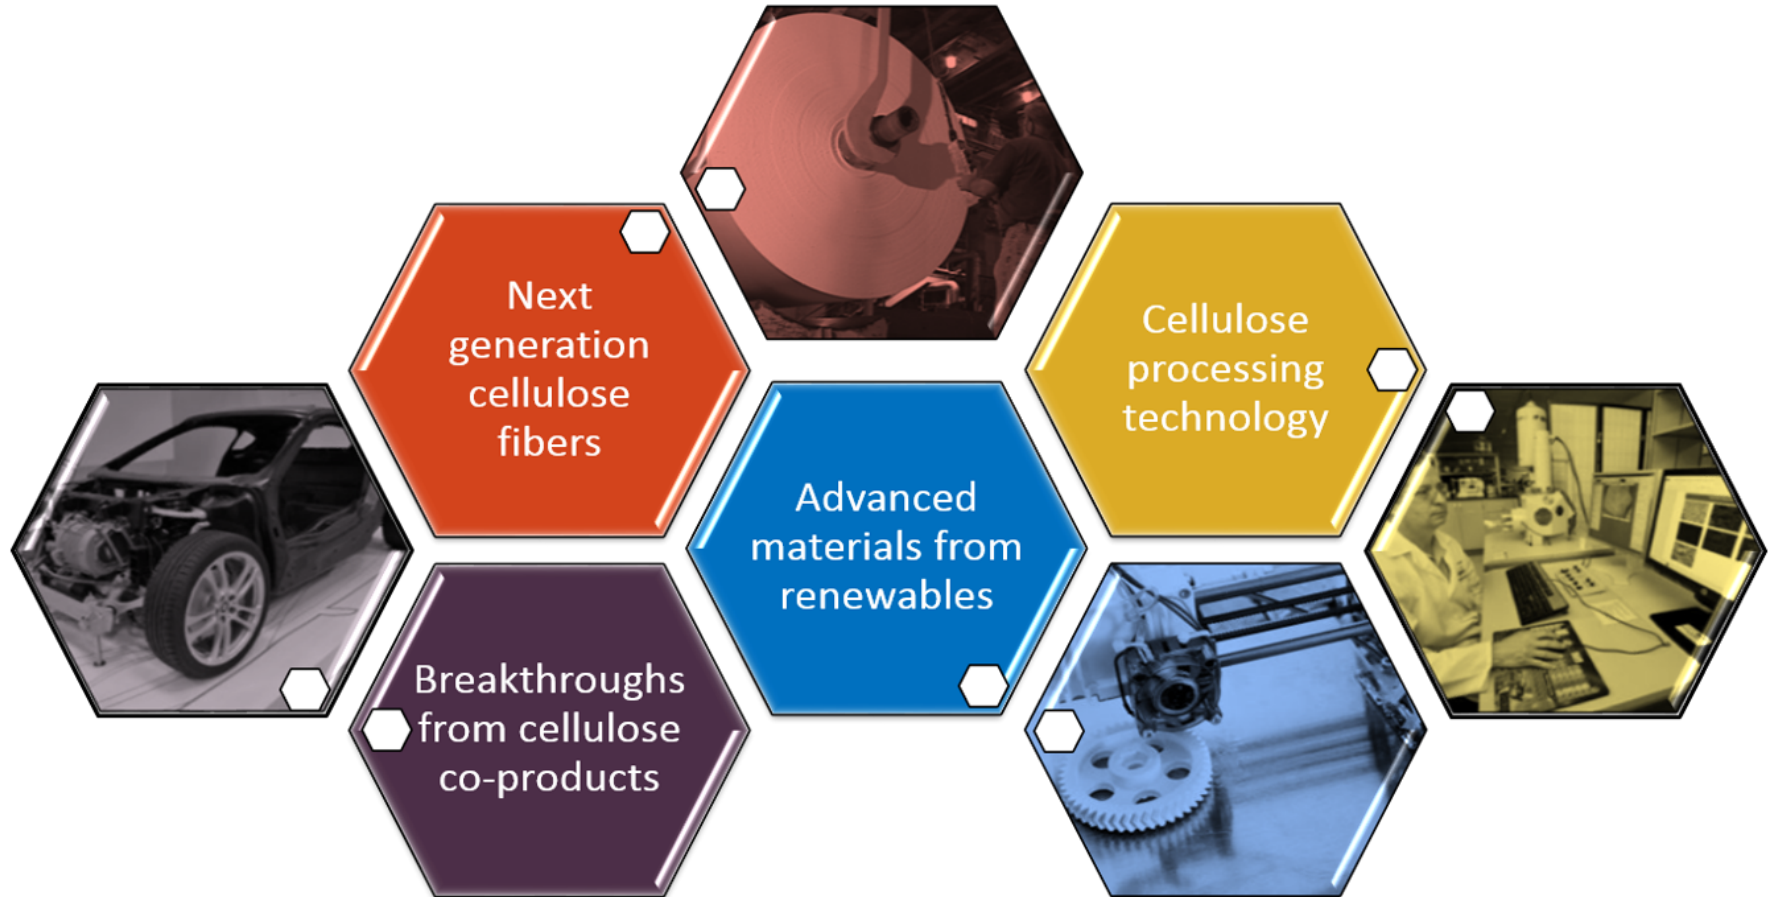 Next
generation
cellulose
fibers
Cellulose
processing
technology
Advanced
materials from
renewables
Breakthroughs
from cellulose
co-products